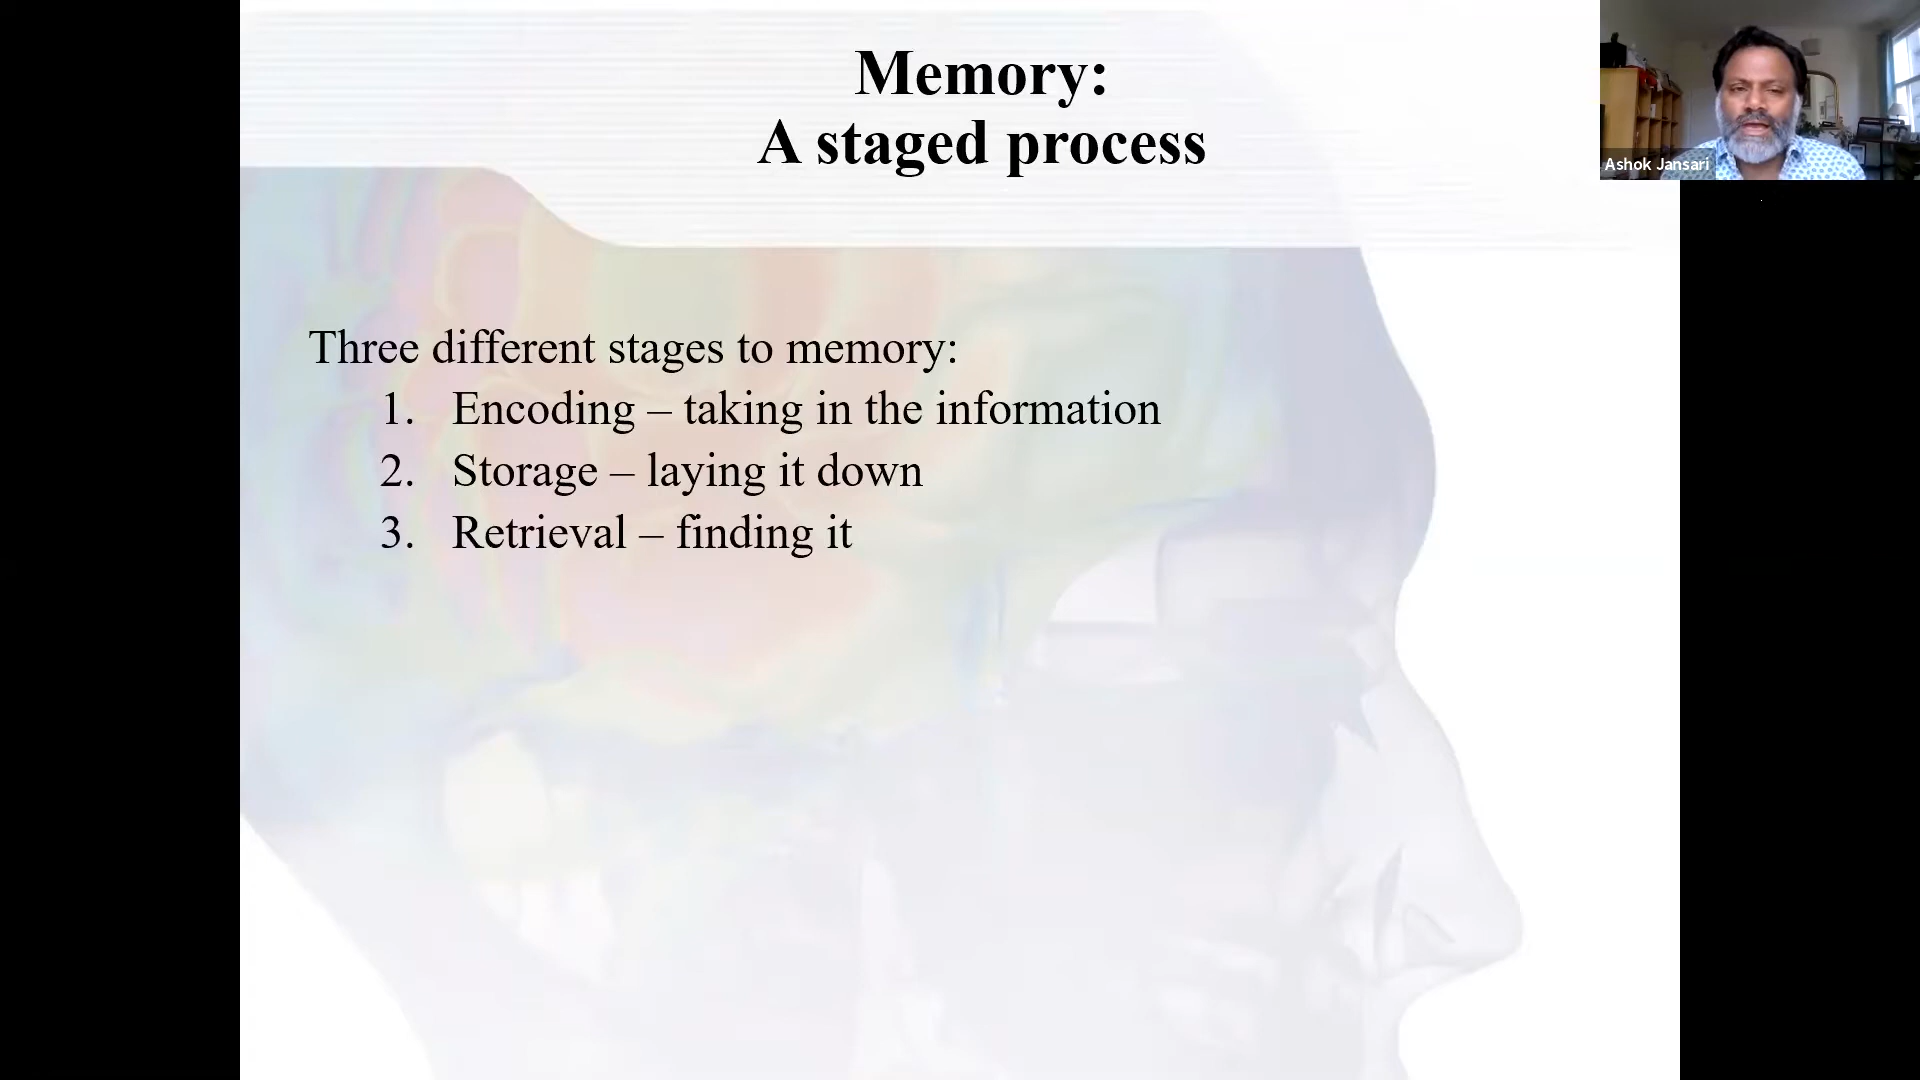 Memory:
A staged process
Ashok Jansari
Three different stages to memory:
1. Encoding – taking in the information
2. Storage – laying it down
3. Retrieval – finding it